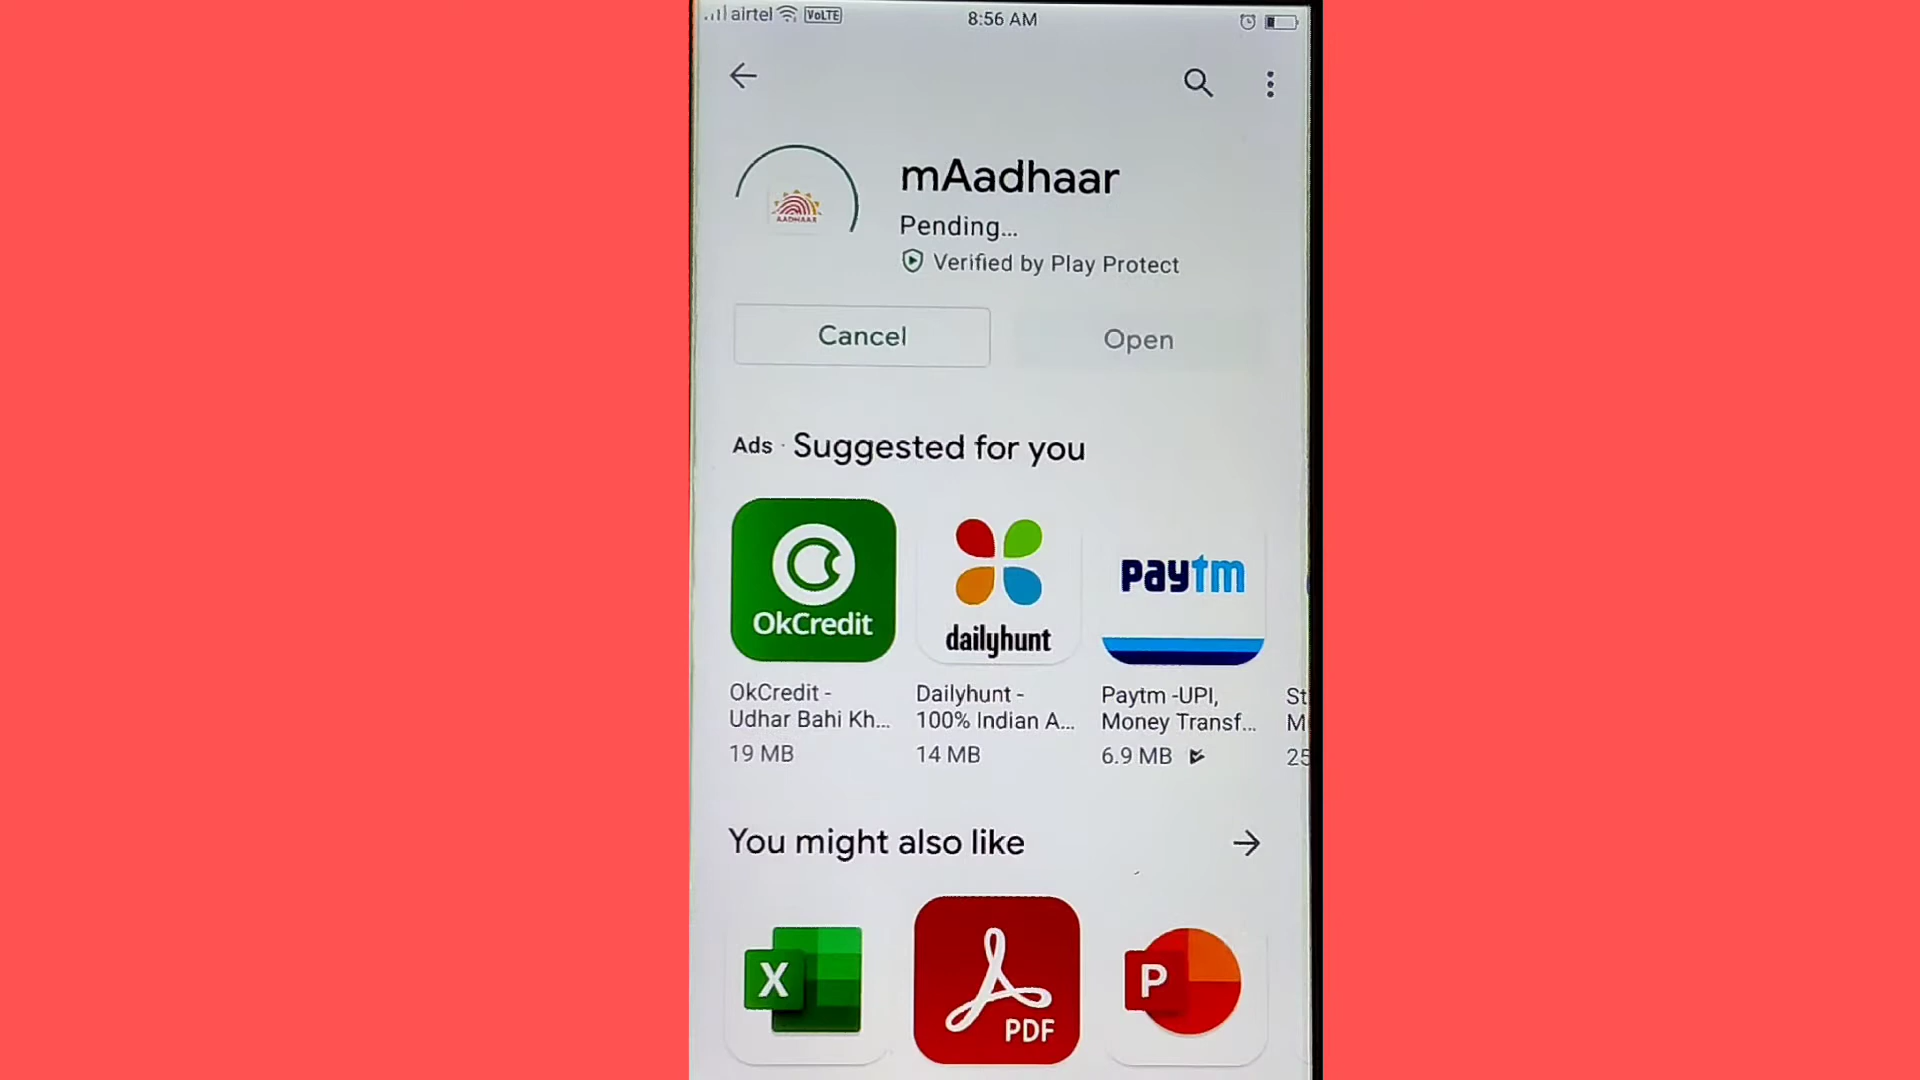 airtel VoLTE 8:56 AM
mAadhaar
AADHAAR
Pending...
Verified by Play Protect
Cancel Open
Ads · Suggested for you
OkCredit dailyhunt paytm
OkCredit - Dailyhunt - Paytm -UPI, St
Udhar Bahi Kh... 100% Indian A... Money Transf... M
19 MB 14 MB 6.9 MB 25
You might also like
X PDF P